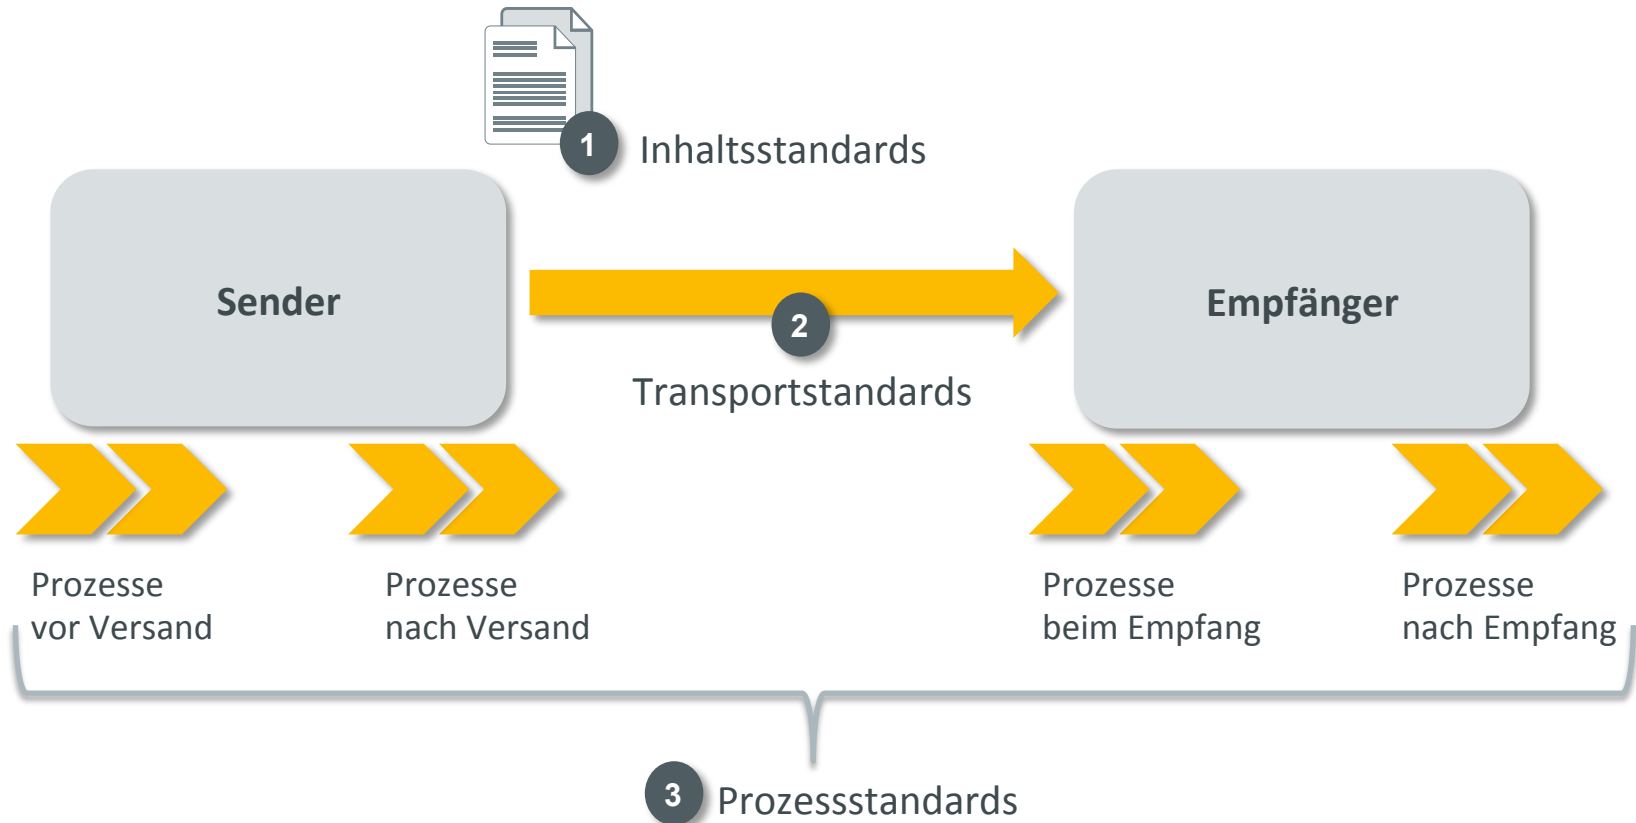 1
Inhaltsstandards
Sender
Empfänger
2
Transportstandards
Prozesse
vor Versand
Prozesse
nach Versand
Prozesse
beim Empfang
Prozesse
nach Empfang
3
Prozessstandards